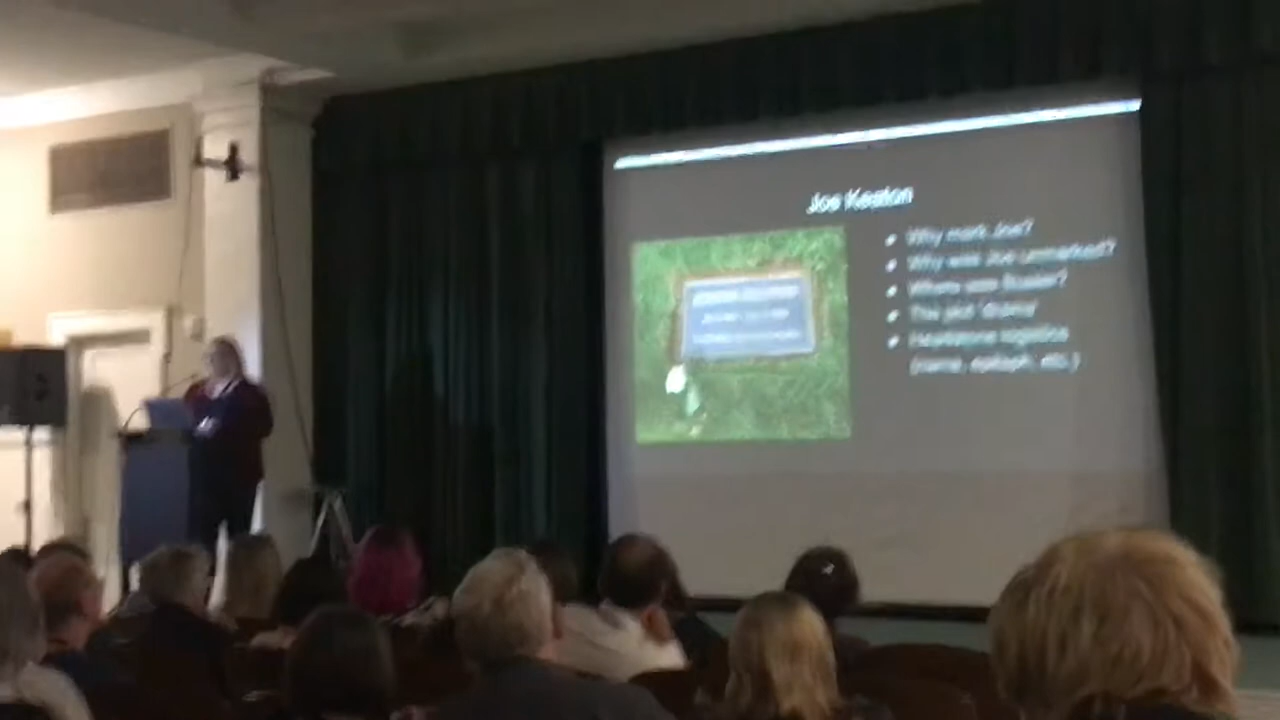 Joe Keaton
Why mark Joe?
Why was Joe unmarked?
Where was Buster?
The plot 'drama'
Headstone logistics
(name, epitaph, etc.)